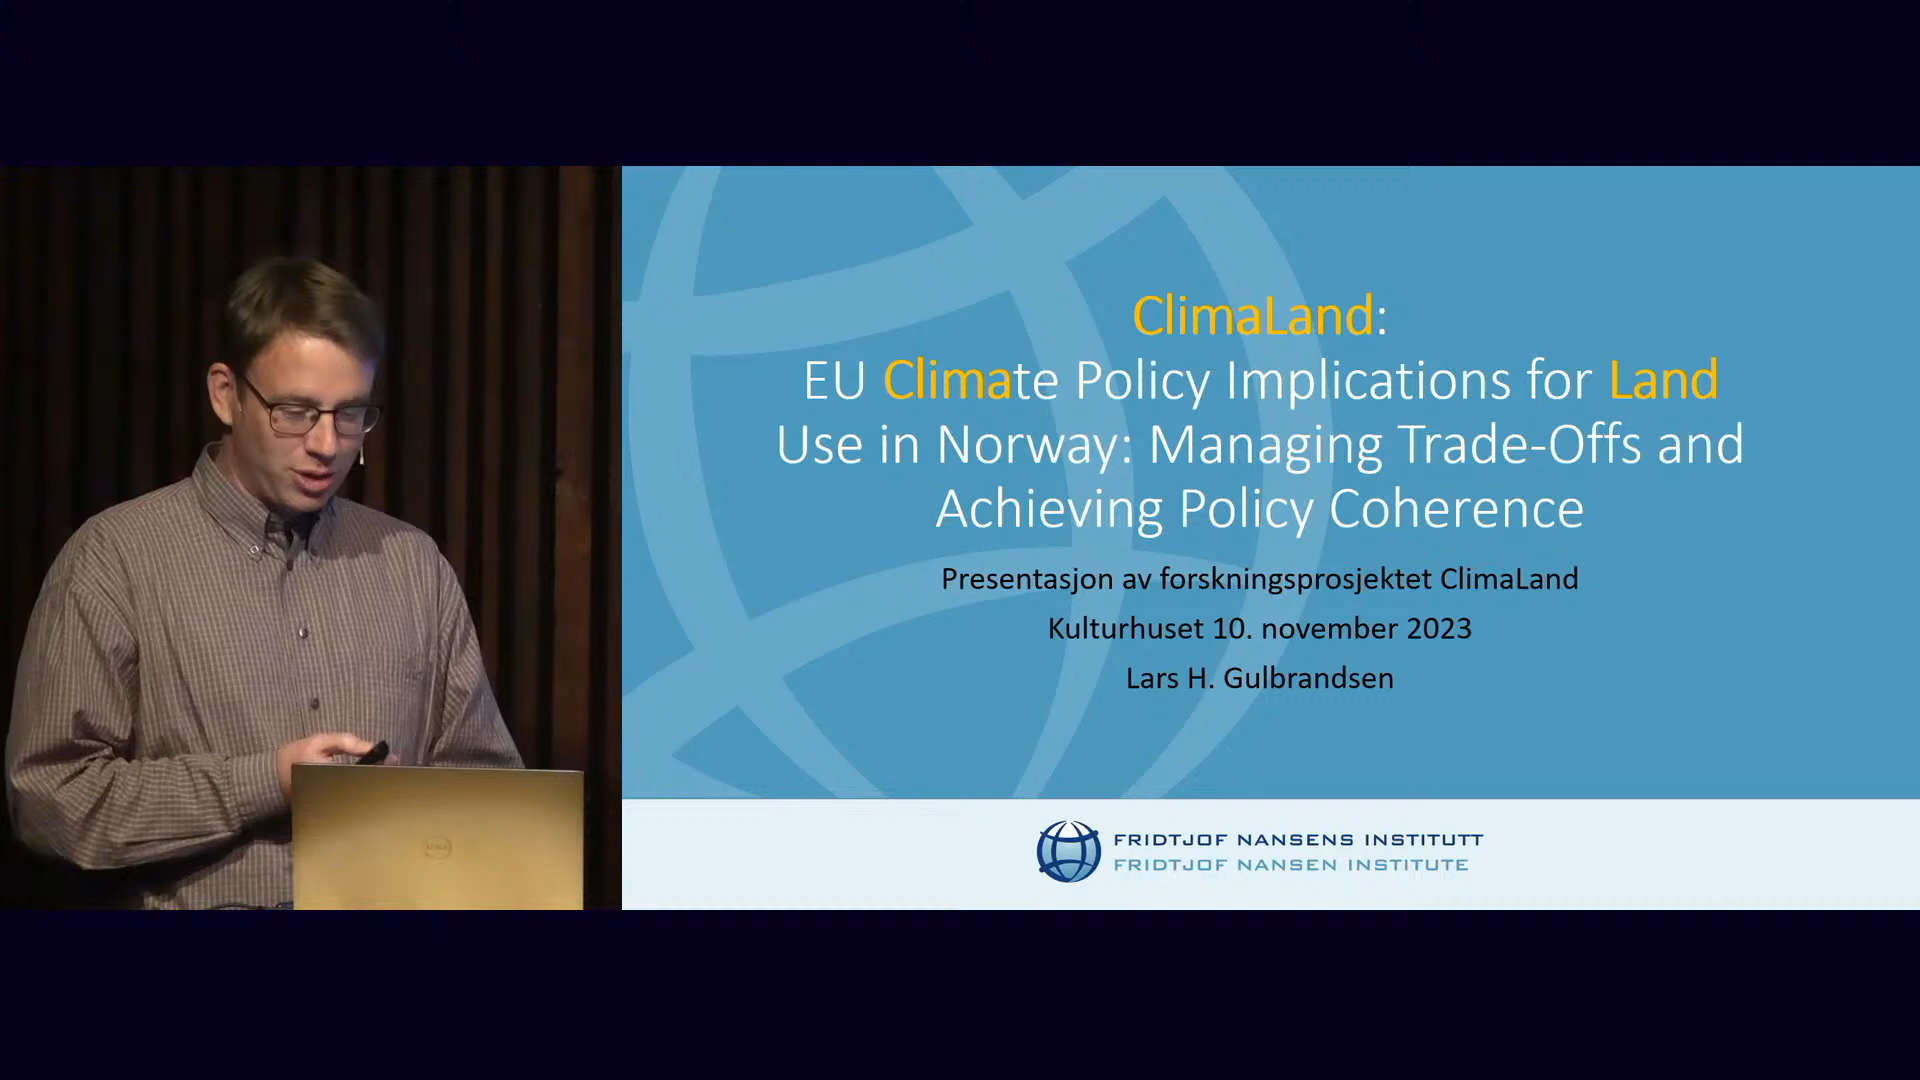 ClimaLand:
EU Climate Policy Implications for Land
Use in Norway: Managing Trade-Offs and
Achieving Policy Coherence
Presentasjon av forskningsprosjektet ClimaLand
Kulturhuset 10. november 2023
Lars H. Gulbrandsen
FRIDTJOF NANSENS INSTITUTT
FRIDTJOF NANSEN INSTITUTE